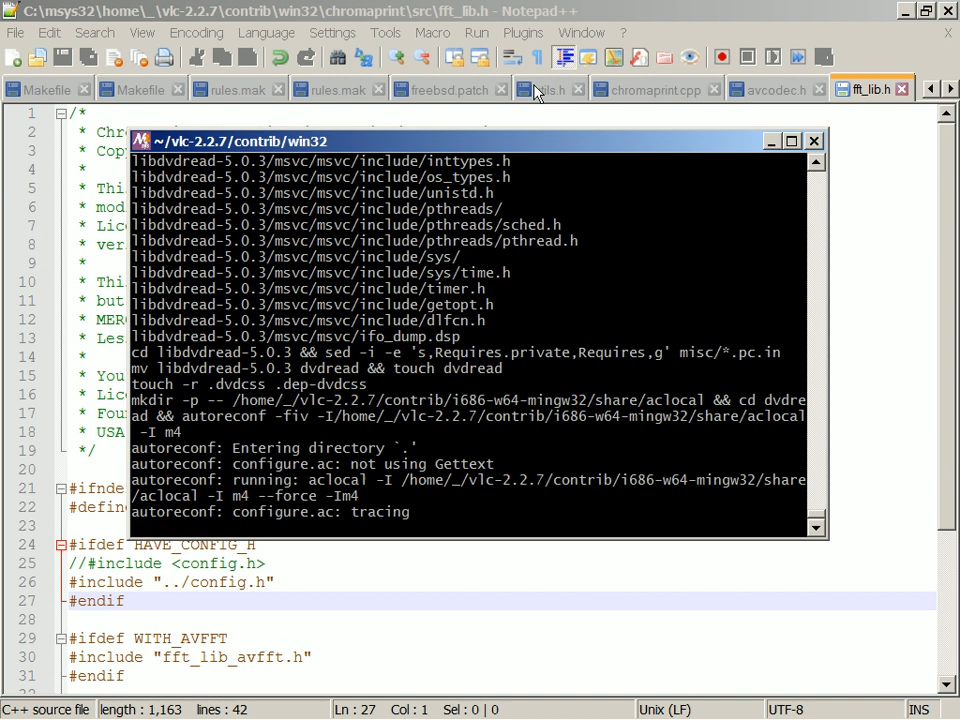 C:\msys32\home\_\vlc-2.2.7\contrib\win32\chromaprint\src\fft_lib.h - Notepad++
File Edit Search View Encoding Language Settings Tools Macro Run Plugins Window ? X
Makefile Makefile rules.mak rules.mak freebsd.patch chromaprint.cpp avcodec.h fft_lib.h
1 /*
2 * Chr
3 * Cop
4 *
5 * Thi
6 * mod
7 * Lic
8 * ver
9 *
10 * Thi
11 * but
12 * MER
13 * Les
14 *
15 * You
16 * Lic
17 * Fou
18 * USA
19 */
20
21 #ifnde
22 #defin
23
24 #ifdef HAVE_CONFIG_H
25 //#include <config.h>
26 #include "../config.h"
27 #endif
28
29 #ifdef WITH_AVFFT
30 #include "fft_lib_avfft.h"
31 #endif
~/vlc-2.2.7/contrib/win32
libdvdread-5.0.3/msvc/msvc/include/inttypes.h
libdvdread-5.0.3/msvc/msvc/include/os_types.h
libdvdread-5.0.3/msvc/msvc/include/unistd.h
libdvdread-5.0.3/msvc/msvc/include/pthreads/
libdvdread-5.0.3/msvc/msvc/include/pthreads/sched.h
libdvdread-5.0.3/msvc/msvc/include/pthreads/pthread.h
libdvdread-5.0.3/msvc/msvc/include/sys/
libdvdread-5.0.3/msvc/msvc/include/sys/time.h
libdvdread-5.0.3/msvc/msvc/include/timer.h
libdvdread-5.0.3/msvc/msvc/include/getopt.h
libdvdread-5.0.3/msvc/msvc/include/dlfcn.h
libdvdread-5.0.3/msvc/msvc/ifo_dump.dsp
cd libdvdread-5.0.3 && sed -i -e 's,Requires.private,Requires,g' misc/*.pc.in
mv libdvdread-5.0.3 dvdread && touch dvdread
touch -r .dvdcss .dep-dvdcss
mkdir -p -- /home/_/vlc-2.2.7/contrib/i686-w64-mingw32/share/aclocal && cd dvdre
ad && autoreconf -fiv -I/home/_/vlc-2.2.7/contrib/i686-w64-mingw32/share/aclocal
-I m4
autoreconf: Entering directory `.'
autoreconf: configure.ac: not using Gettext
autoreconf: running: aclocal -I /home/_/vlc-2.2.7/contrib/i686-w64-mingw32/share
/aclocal -I m4 --force -Im4
autoreconf: configure.ac: tracing
C++ source file length : 1,163 lines : 42 Ln : 27 Col : 1 Sel : 0 | 0 Unix (LF) UTF-8 INS